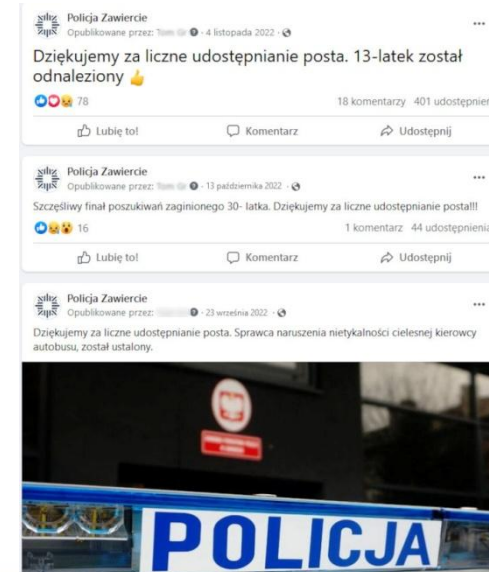 Policja Zawiercie
Opublikowane przez: · 4 listopada 2022 ·
Dziękujemy za liczne udostępnianie posta. 13-latek został
odnaleziony 👍
78
18 komentarzy 401 udostępnień
Lubię to!
Komentarz
Udostępnij
Policja Zawiercie
Opublikowane przez: · 13 października 2022 ·
Szczęśliwy finał poszukiwań zaginionego 30- latka. Dziękujemy za liczne udostępnianie posta!!!
16
1 komentarz 44 udostępnienia
Lubię to!
Komentarz
Udostępnij
Policja Zawiercie
Opublikowane przez: · 23 września 2022 ·
Dziękujemy za liczne udostępnianie posta. Sprawca naruszenia nietykalności cielesnej kierowcy
autobusu, został ustalony.
POLICJA